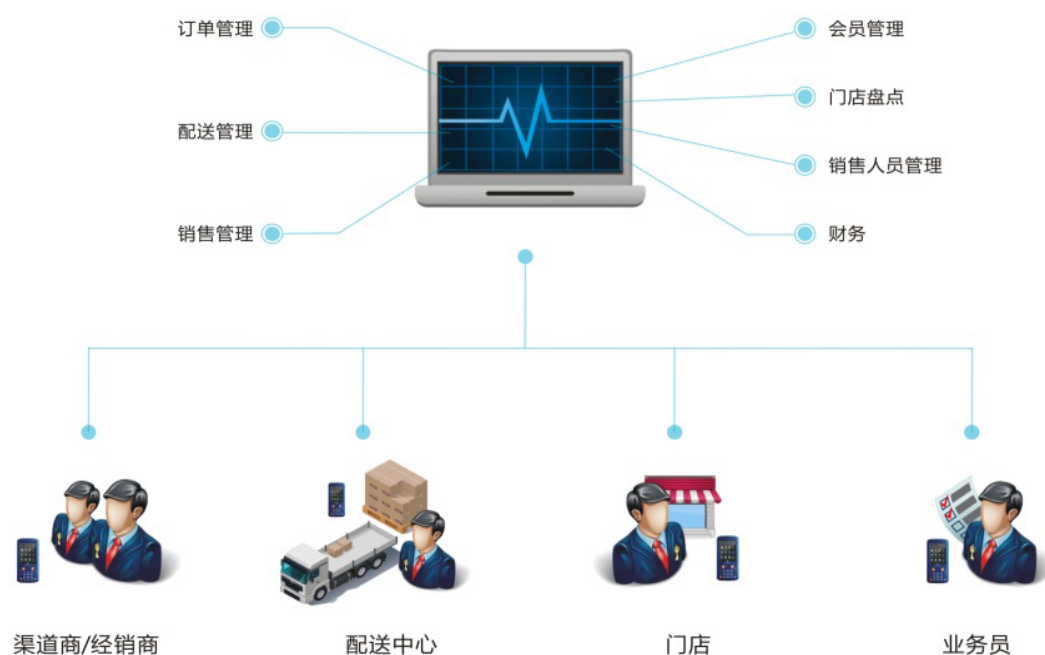 订单管理
会员管理
门店盘点
配送管理
销售人员管理
销售管理
财务
渠道商/经销商
配送中心
门店
业务员